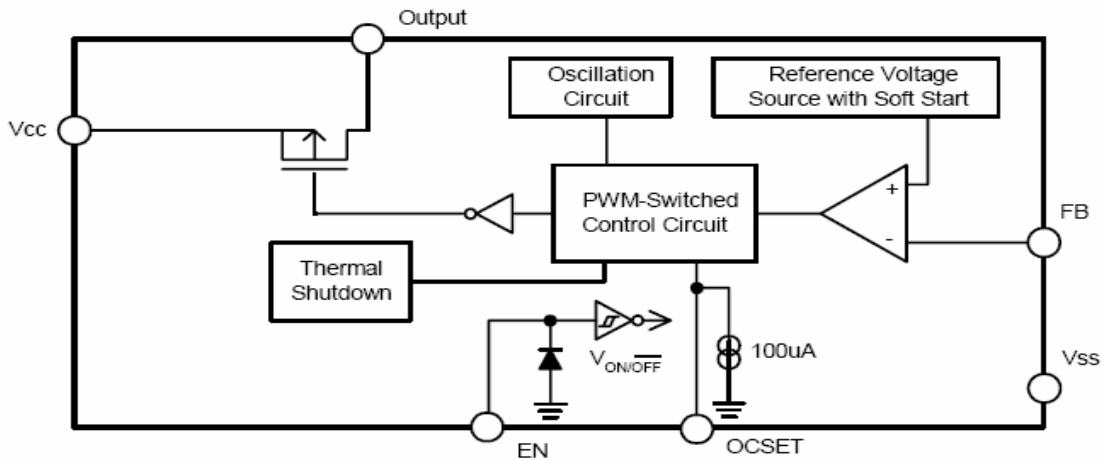 Output
Oscillation
Circuit
Reference Voltage
Source with Soft Start
Vcc
+
-
PWM-Switched
Control Circuit
FB
Thermal
Shutdown
VON/OFF
100uA
Vss
EN
OCSET